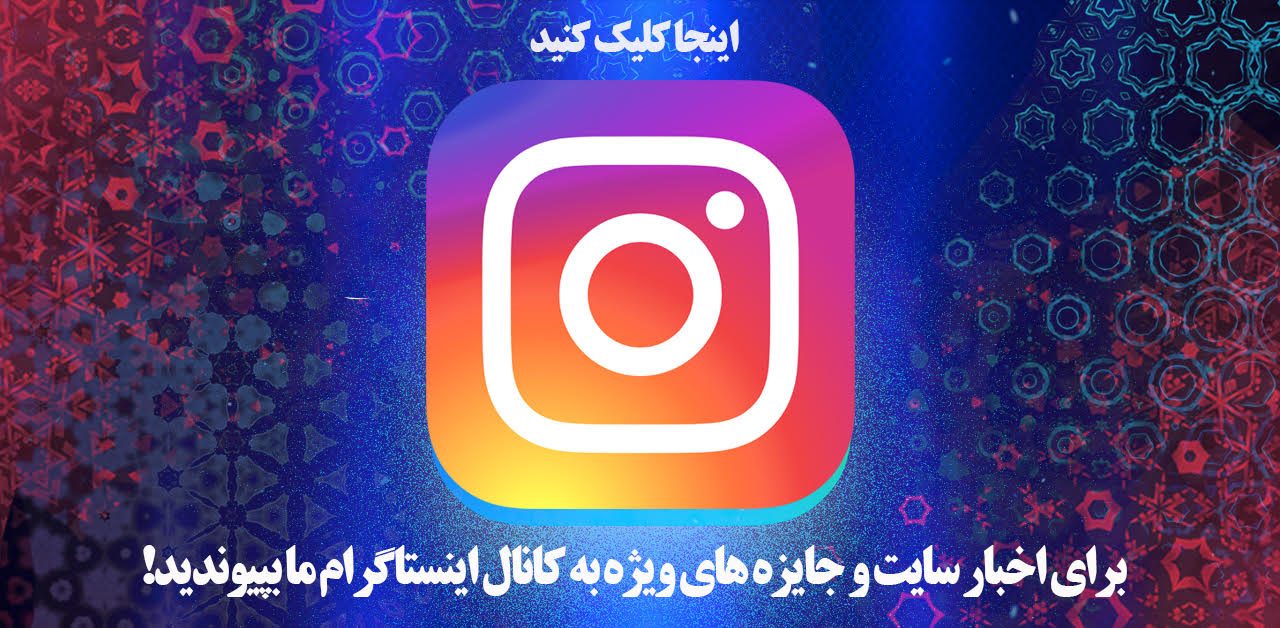 اینجا کلیک کنید
برای اخبار سایت و جایزه های ویژه به کانال اینستاگرام ما بپیوندید!